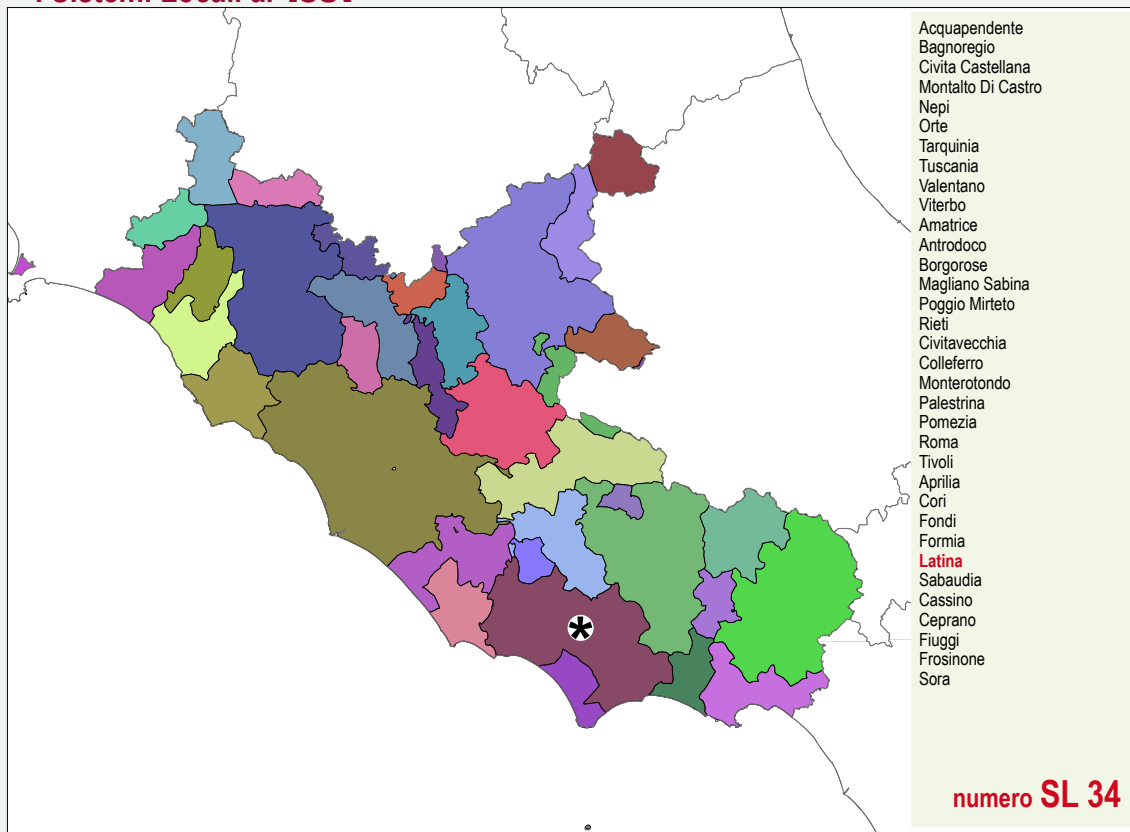 Acquapendente
Bagnoregio
Civita Castellana
Montalto Di Castro
Nepi
Orte
Tarquinia
Tuscania
Valentano
Viterbo
Amatrice
Antrodoco
Borgorose
Magliano Sabina
Poggio Mirteto
Rieti
Civitavecchia
Colleferro
Monterotondo
Palestrina
Pomezia
Roma
Tivoli
Aprilia
Cori
Fondi
Formia
Latina
Sabaudia
Cassino
Ceprano
Fiuggi
Frosinone
Sora
numero SL 34